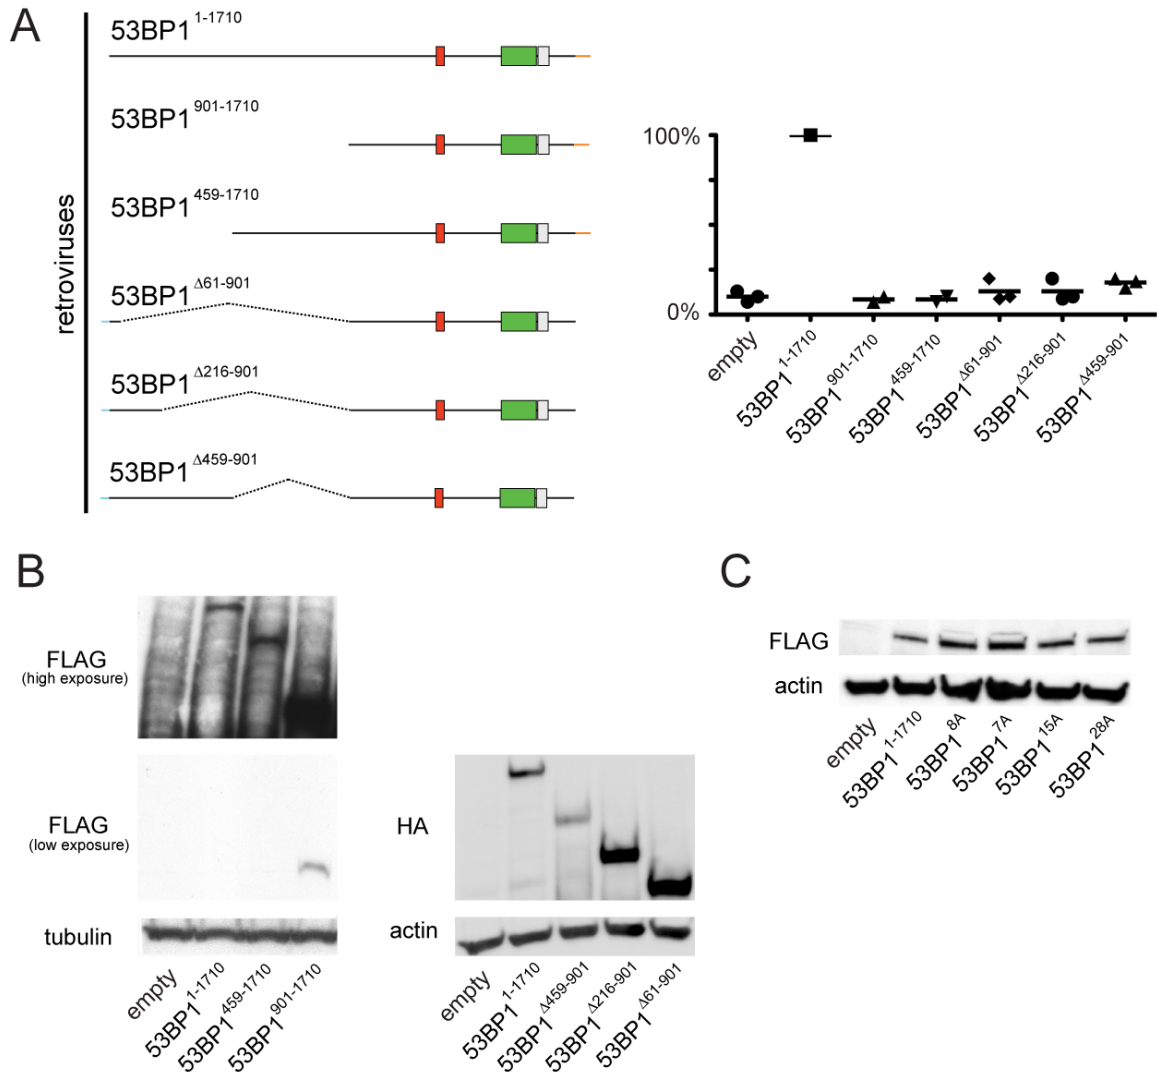 A
retroviruses
53BP1 1-1710
53BP1 901-1710
53BP1 459-1710
53BP1 Δ61-901
53BP1 Δ216-901
53BP1 Δ459-901
100%
0%
empty
53BP1 1-1710
53BP1 901-1710
53BP1 459-1710
53BP1 Δ61-901
53BP1 Δ216-901
53BP1 Δ459-901
B
FLAG
(high exposure)
FLAG
(low exposure)
tubulin
empty
53BP1 1-1710
53BP1 459-1710
53BP1 901-1710
HA
actin
empty
53BP1 1-1710
53BP1 Δ459-901
53BP1 Δ216-901
53BP1 Δ61-901
C
FLAG
actin
empty
53BP1 1-1710
53BP1 8A
53BP1 7A
53BP1 15A
53BP1 28A